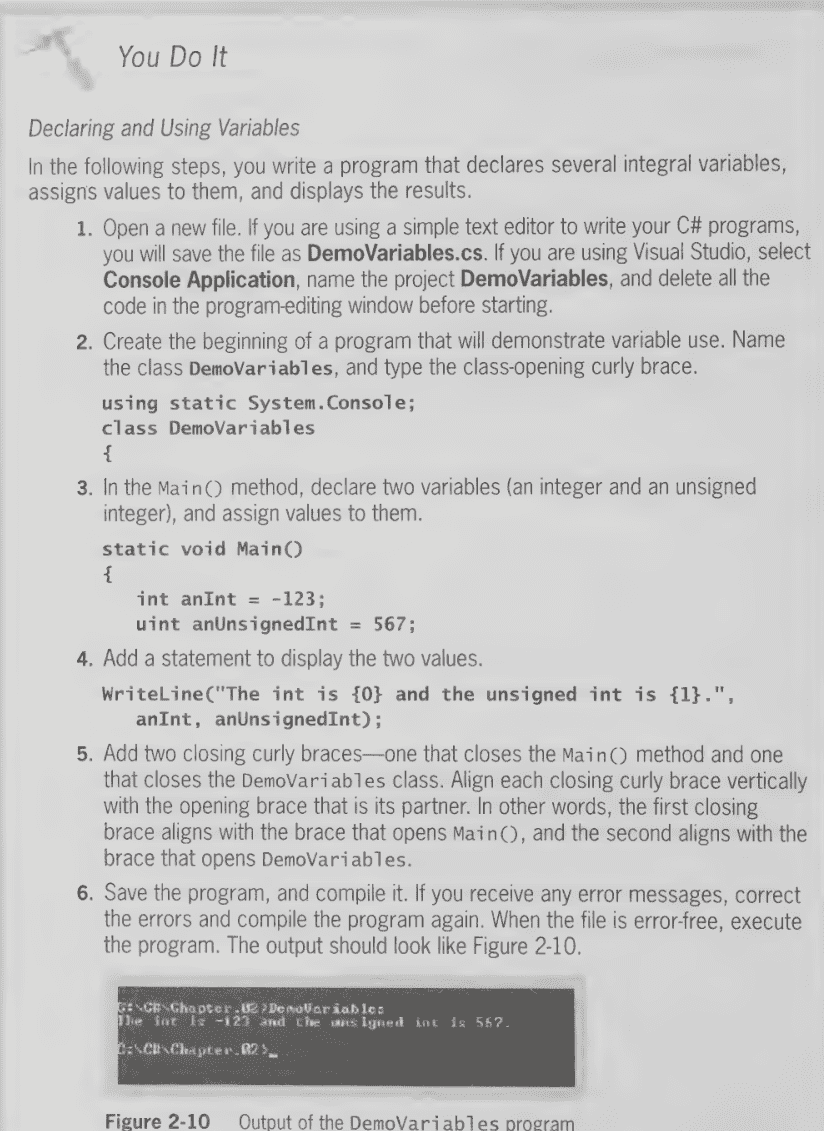 You Do It
Declaring and Using Variables
In the following steps, you write a program that declares several integral variables,
assigns values to them, and displays the results.
1. Open a new file. If you are using a simple text editor to write your C# programs,
you will save the file as DemoVariables.cs. If you are using Visual Studio, select
Console Application, name the project DemoVariables, and delete all the
code in the program-editing window before starting.
2. Create the beginning of a program that will demonstrate variable use. Name
the class DemoVariables, and type the class-opening curly brace.
using static System.Console;
class DemoVariables
{
3. In the Main() method, declare two variables (an integer and an unsigned
integer), and assign values to them.
static void Main()
{
int anInt = -123;
uint anUnsignedInt = 567;
4. Add a statement to display the two values.
WriteLine("The int is {0} and the unsigned int is {1}.",
anInt, anUnsignedInt);
5. Add two closing curly braces—one that closes the Main() method and one
that closes the DemoVariables class. Align each closing curly brace vertically
with the opening brace that is its partner. In other words, the first closing
brace aligns with the brace that opens Main(), and the second aligns with the
brace that opens DemoVariables.
6. Save the program, and compile it. If you receive any error messages, correct
the errors and compile the program again. When the file is error-free, execute
the program. The output should look like Figure 2-10.
C:\C#\Chapter.02>DemoVariables
The int is -123 and the unsigned int is 567.
C:\C#\Chapter.02>_
Figure 2-10 Output of the DemoVariables program